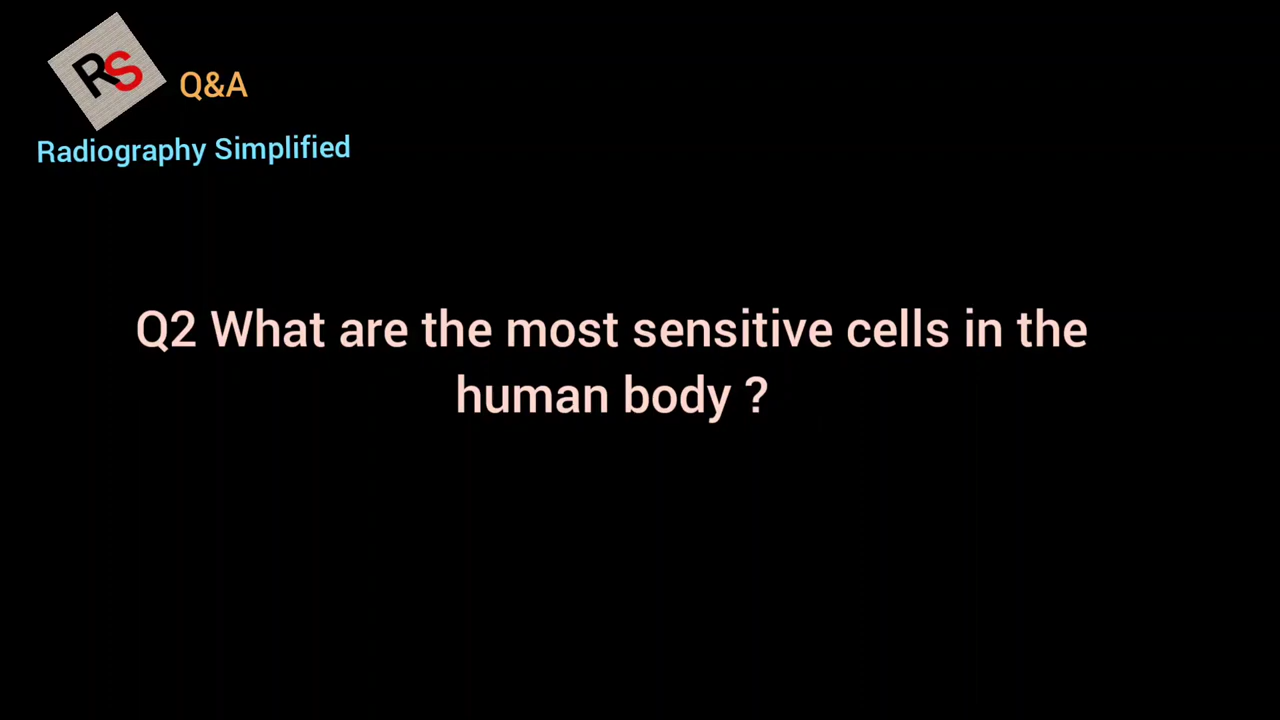 RS
Q&A
Radiography Simplified
Q2 What are the most sensitive cells in the
human body ?